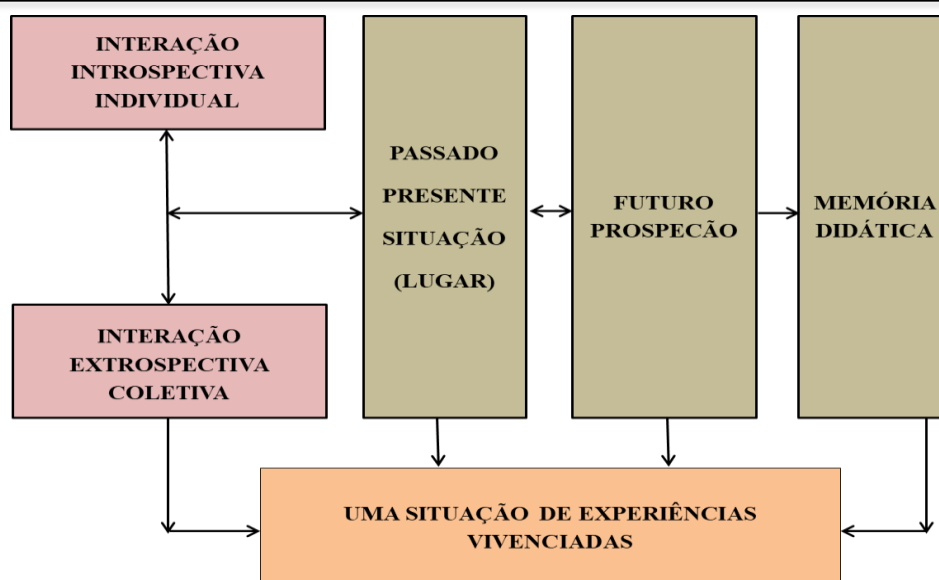 INTERAÇÃO
INTROSPECTIVA
INDIVIDUAL
INTERAÇÃO
EXTROSPECTIVA
COLETIVA
PASSADO
PRESENTE
SITUAÇÃO
(LUGAR)
FUTURO
PROSPECÃO
MEMÓRIA
DIDÁTICA
UMA SITUAÇÃO DE EXPERIÊNCIAS
VIVENCIADAS